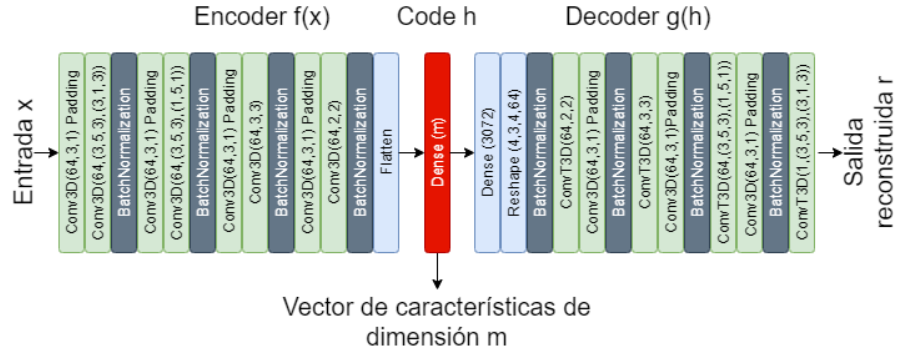 Encoder f(x)
Code h
Decoder g(h)
Entrada x
Conv3D(64,3,1) Padding
Conv3D(64,(3,5,3),(3,1,3))
BatchNormalization
Conv3D(64,3,1) Padding
Conv3D(64,(3,5,3),(1,5,1))
BatchNormalization
Conv3D(64,3,1) Padding
Conv3D(64,3,3)
BatchNormalization
Conv3D(64,3,1) Padding
Conv3D(64,2,2)
BatchNormalization
Flatten
Dense (m)
Dense (3072)
Reshape (4,3,4,64)
BatchNormalization
ConvT3D(64,2,2)
Conv3D(64,3,1) Padding
BatchNormalization
ConvT3D(64,3,3)
Conv3D(64,3,1)Padding
BatchNormalization
ConvT3D(64,(3,5,3),(1,5,1))
Conv3D(64,3,1) Padding
BatchNormalization
ConvT3D(1,(3,5,3),(3,1,3))
Salida
reconstruidar r
Vector de características de
dimensión m